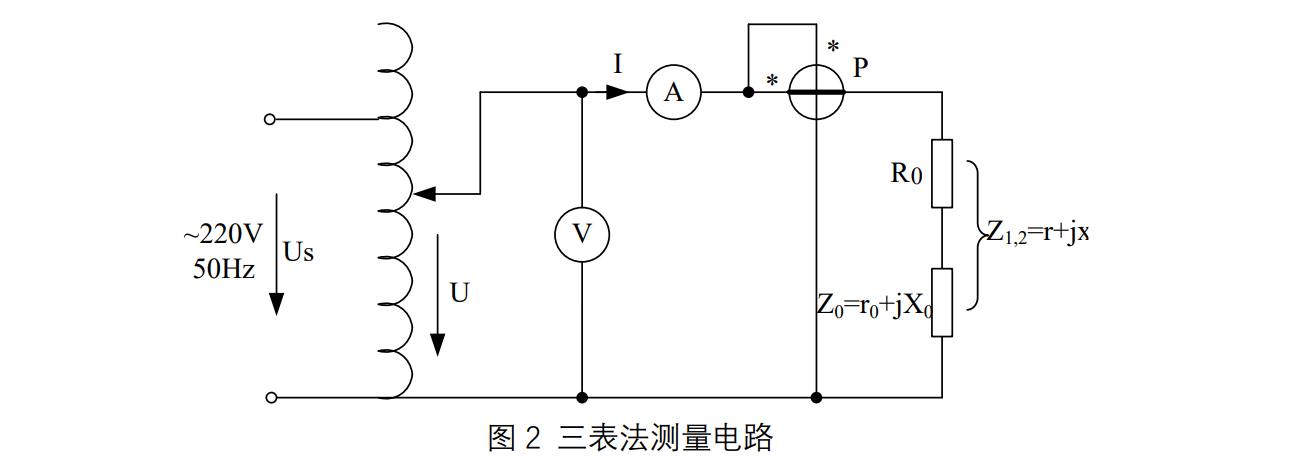 I
*
*
P
A
R0
~220V
50Hz
Us
V
Z1,2=r+jx
U
Z0=r0+jX0
图 2 三表法测量电路